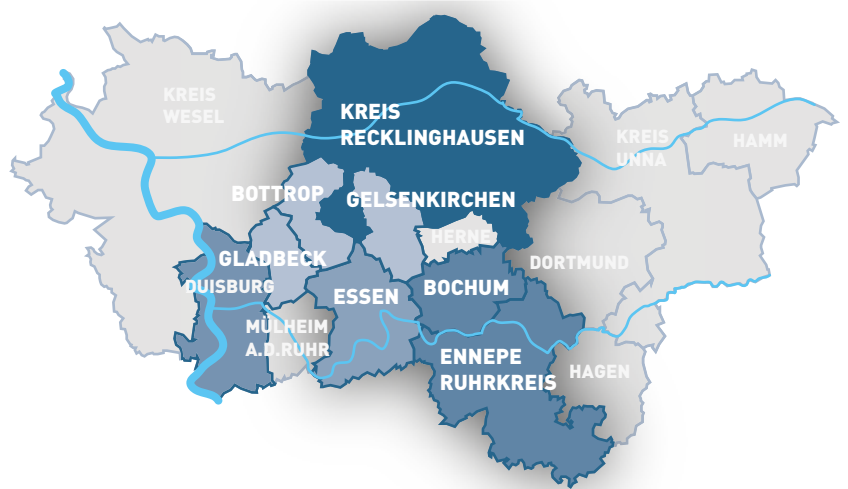 KREIS
WESEL
KREIS
RECKLINGHAUSEN
KREIS
UNNA
HAMM
BOTTROP
GELSENKIRCHEN
HERNE
GLADBECK
DORTMUND
DUISBURG
ESSEN
BOCHUM
MÜLHEIM
A.D.RUHR
ENNEPE
RUHRKREIS
HAGEN